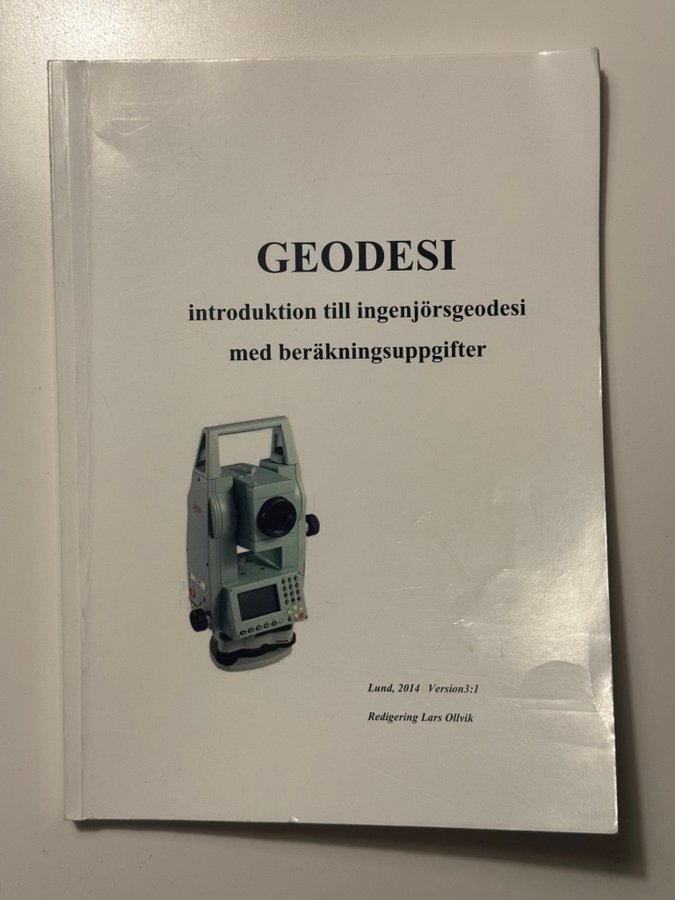 GEODESI
introduktion till ingenjörsgeodesi
med beräkningsuppgifter
Lund, 2014 Version3:1
Redigering Lars Ollvik